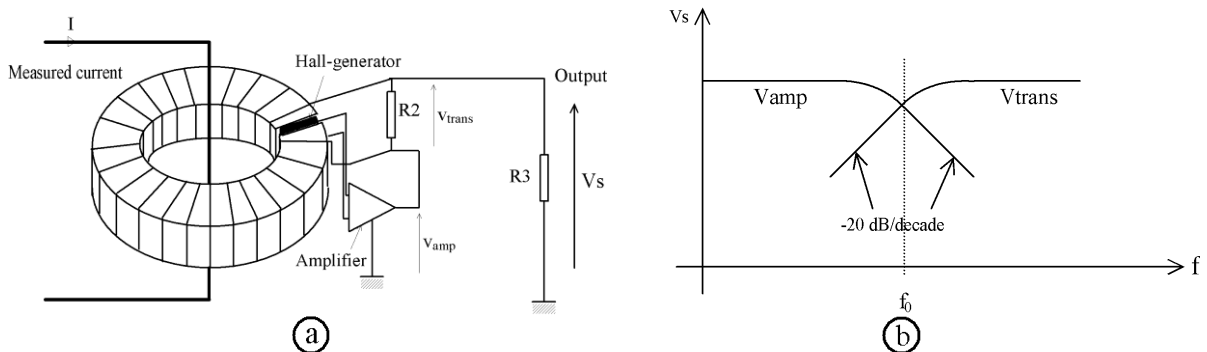 I
Measured current
Hall-generator
R2
Vtrans
Output
R3
Vs
Vamp
Amplifier
a
Vs
Vamp
Vtrans
-20 dB/decade
f
f0
b